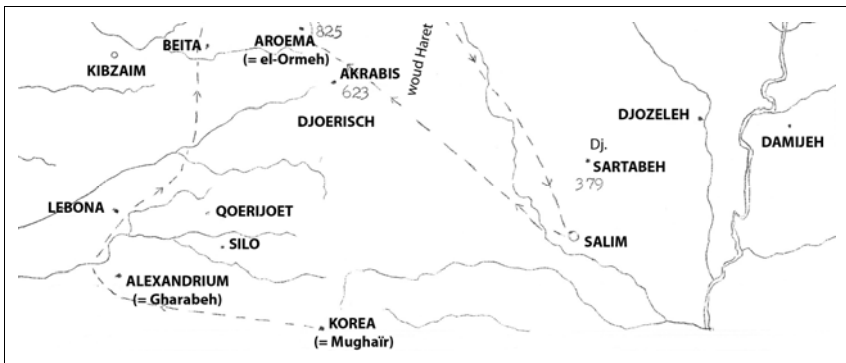 825
BEITA
AROEMA
(= el-Ormeh)
KIBZAIM
AKRABIS
623
woud Haret
DJOERISCH
DJOZELEH
DAMIJEH
Dj.
SARTABEH
379
LEBONA
QOERIJOET
SILO
SALIM
ALEXANDRIUM
(= Gharabeh)
KOREA
(= Mughaïr)